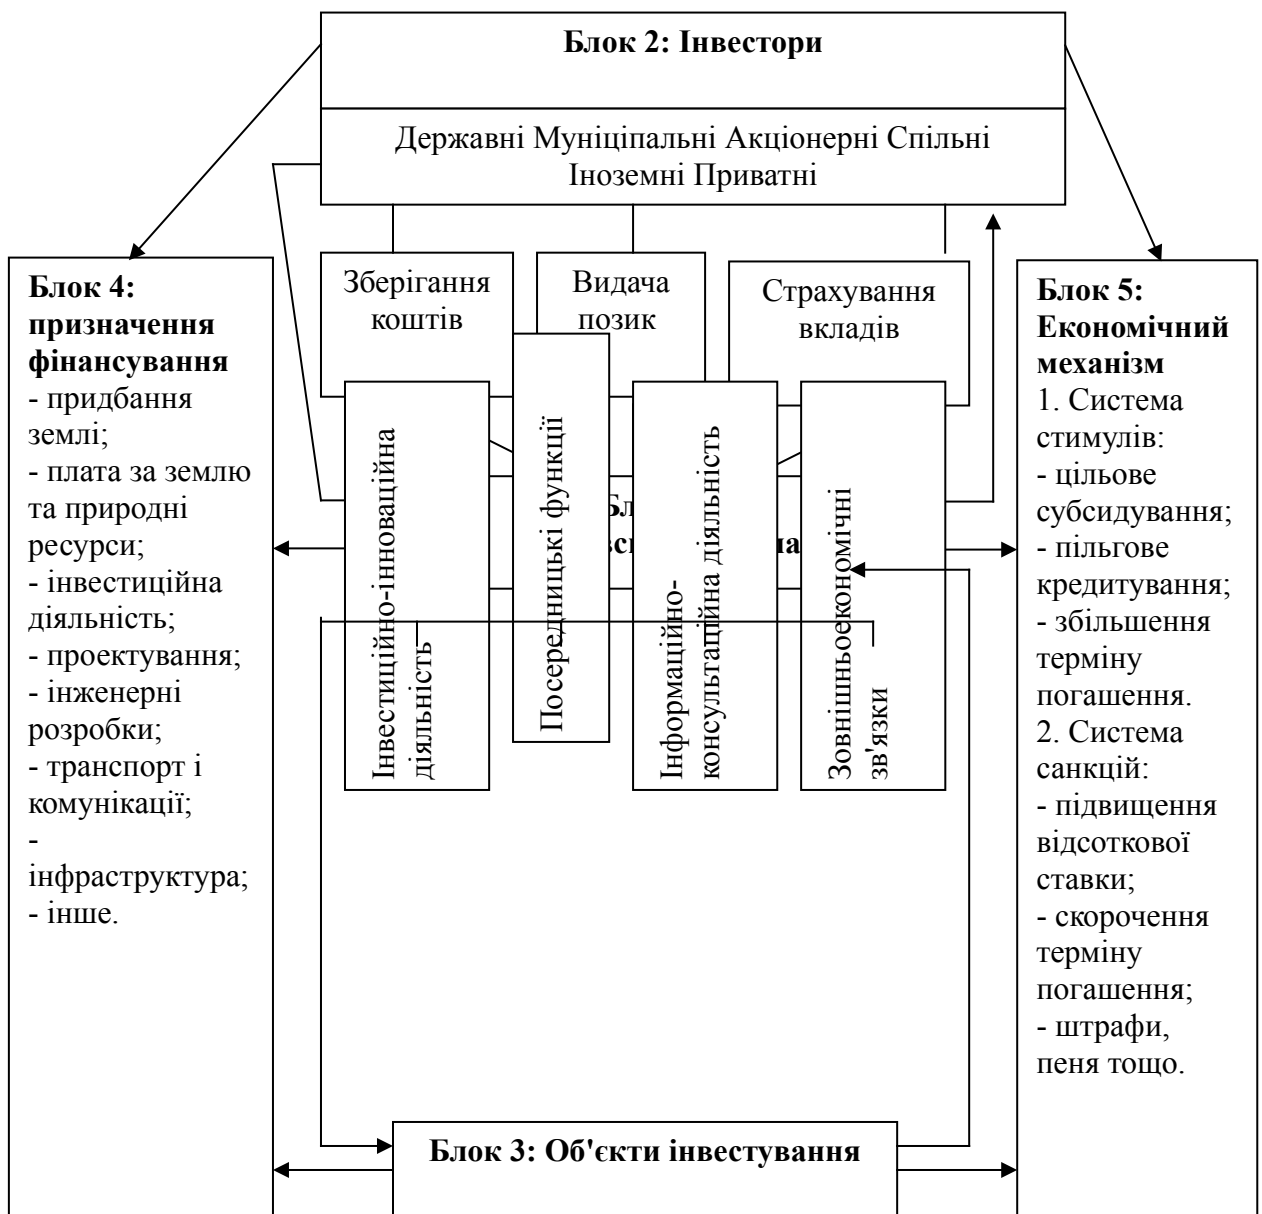 Блок 2: Інвестори
Державні Муніципальні Акціонерні Спільні
Іноземні Приватні
Зберігання
коштів
Видача
позик
Страхування
вкладів
Блок 4:
призначення
фінансування
- придбання
землі;
- плата за землю
та природні
ресурси;
- інвестиційна
діяльність;
- проектування;
- інженерні
розробки;
- транспорт і
комунікації;
-
інфраструктура;
- інше.
Інвестиційно-інноваційна
діяльність
Посередницькі функції
Інформаційно-
консультаційна діяльність
Зовнішньоекономічні
зв'язки
Блок 5:
Економічний
механізм
1. Система
стимулів:
- цільове
субсидування;
- пільгове
кредитування;
- збільшення
терміну
погашення.
2. Система
санкцій:
- підвищення
відсоткової
ставки;
- скорочення
терміну
погашення;
- штрафи,
пеня тощо.
Блок 3: Об'єкти інвестування